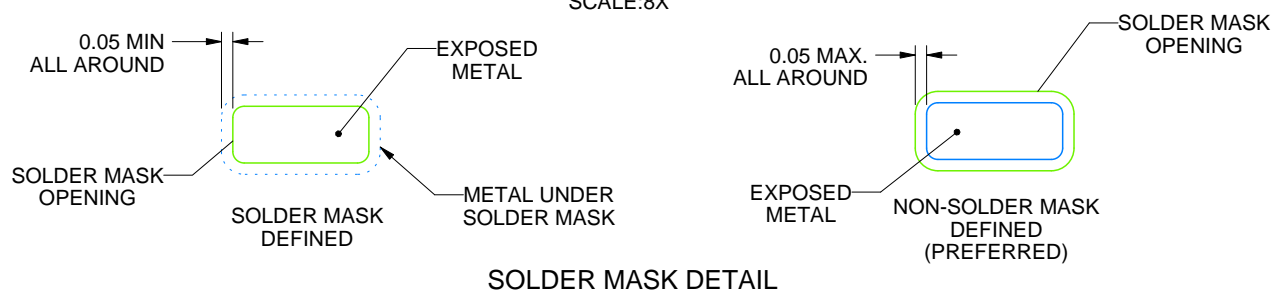 SCALE:8X
0.05 MIN
ALL AROUND
EXPOSED
METAL
SOLDER MASK
OPENING
METAL UNDER
SOLDER MASK
SOLDER MASK
DEFINED
0.05 MAX.
ALL AROUND
SOLDER MASK
OPENING
EXPOSED
METAL
NON-SOLDER MASK
DEFINED
(PREFERRED)
SOLDER MASK DETAIL